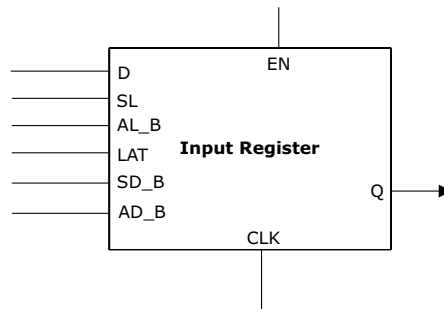 EN
D
SL
AL_B
LAT
Input Register
SD_B
Q
AD_B
CLK